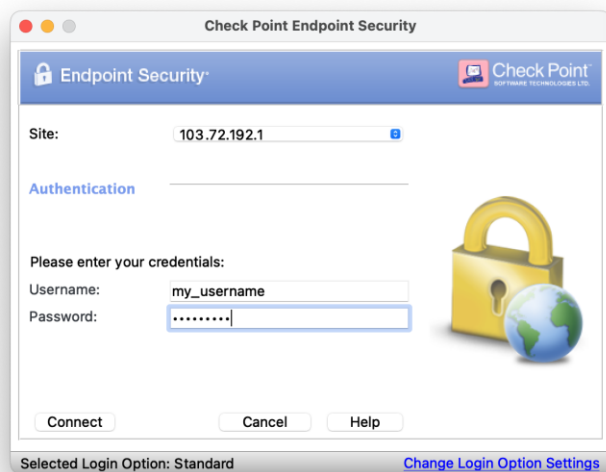 Check Point Endpoint Security
Endpoint Security
Check Point
SOFTWARE TECHNOLOGIES LTD.
Site:
103.72.192.1
Authentication
Please enter your credentials:
Username:
my_username
Password:
•••••••••
Connect
Cancel
Help
Selected Login Option: Standard
Change Login Option Settings